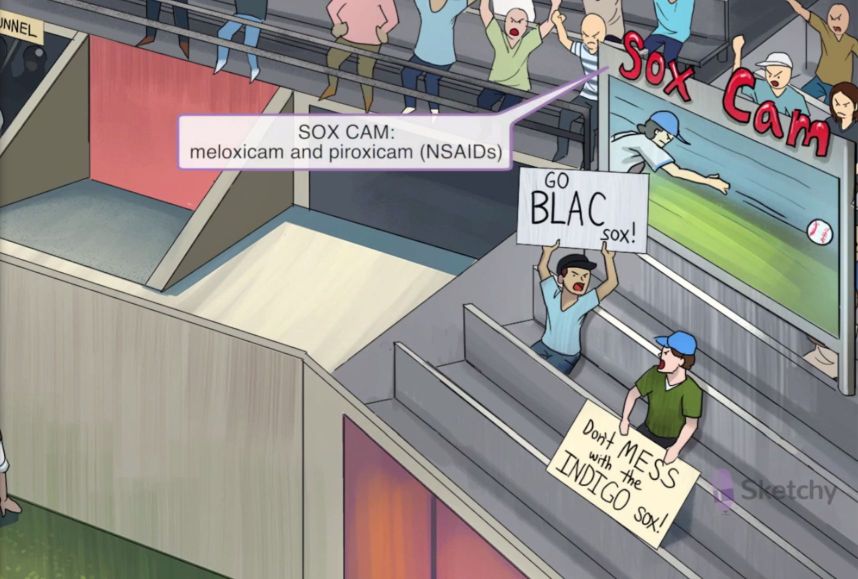 UNNEL
SOX CAM:
meloxicam and piroxicam (NSAIDs)
Sox Cam
GO
BLAC
sox!
Don't MESS
with the
INDIGO sox!
Sketchy